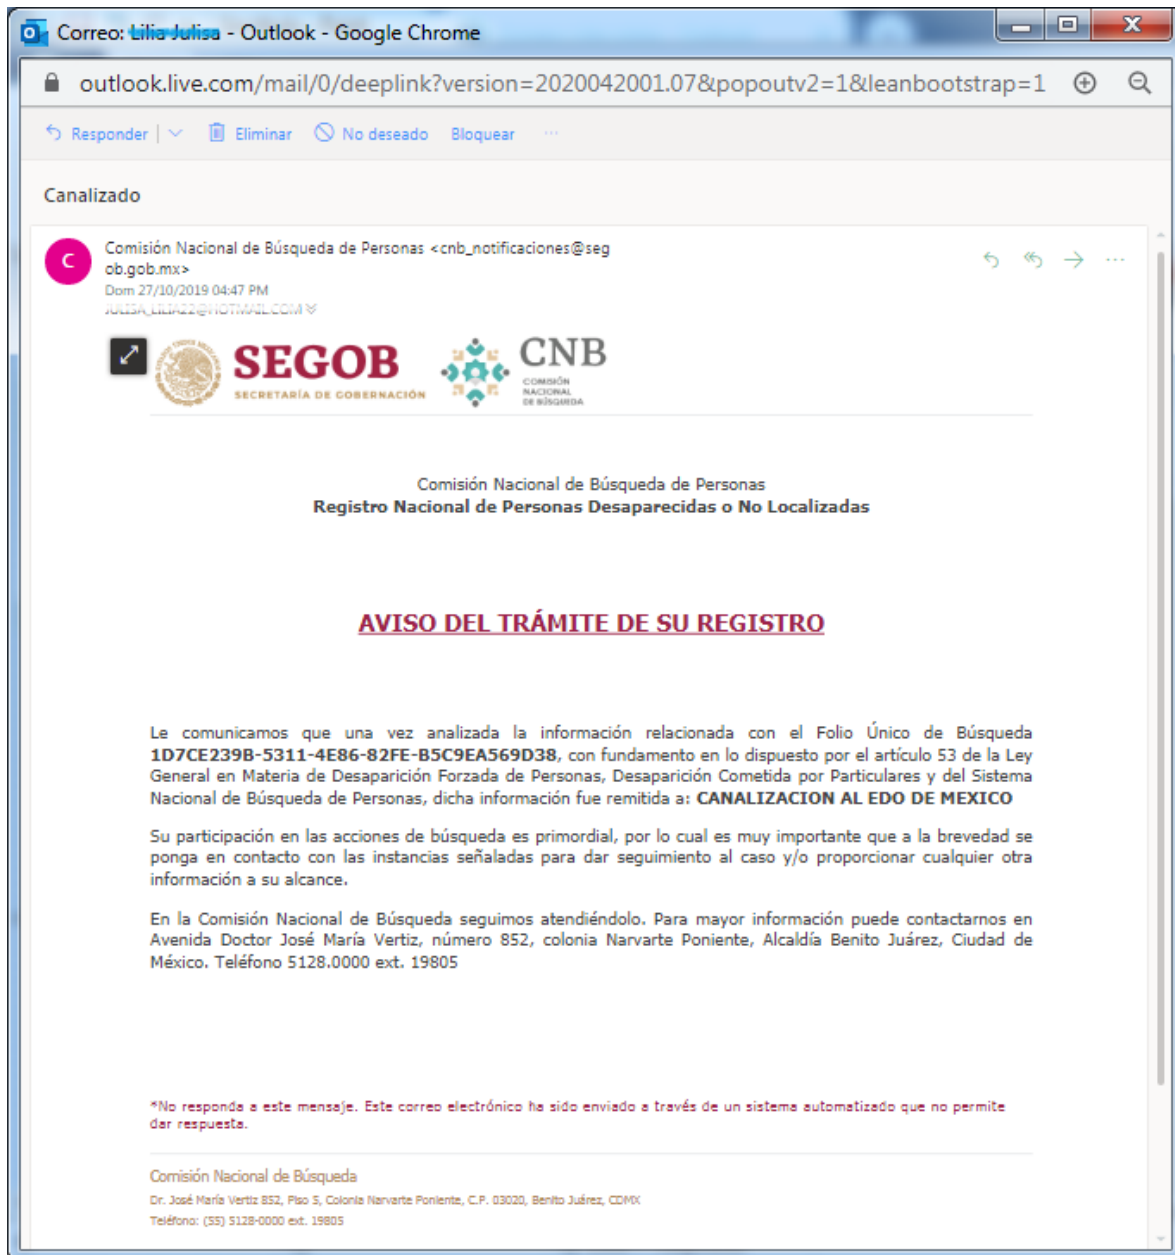 Correo: - Outlook - Google Chrome
outlook.live.com/mail/0/deeplink?version=2020042001.07&popoutv2=1&leanbootstrap=1
Responder Eliminar No deseado Bloquear ...
Canalizado
C
Comisión Nacional de Búsqueda de Personas <cnb_notificaciones@seg
ob.gob.mx>
Dom 27/10/2019 04:47 PM
SEGOB
SECRETARÍA DE GOBERNACIÓN
CNB
COMISIÓN
NACIONAL
DE BÚSQUEDA
Comisión Nacional de Búsqueda de Personas
Registro Nacional de Personas Desaparecidas o No Localizadas
AVISO DEL TRÁMITE DE SU REGISTRO
Le comunicamos que una vez analizada la información relacionada con el Folio Único de Búsqueda
1D7CE239B-5311-4E86-82FE-B5C9EA569D38, con fundamento en lo dispuesto por el artículo 53 de la Ley
General en Materia de Desaparición Forzada de Personas, Desaparición Cometida por Particulares y del Sistema
Nacional de Búsqueda de Personas, dicha información fue remitida a: CANALIZACION AL EDO DE MEXICO
Su participación en las acciones de búsqueda es primordial, por lo cual es muy importante que a la brevedad se
ponga en contacto con las instancias señaladas para dar seguimiento al caso y/o proporcionar cualquier otra
información a su alcance.
En la Comisión Nacional de Búsqueda seguimos atendiéndolo. Para mayor información puede contactarnos en
Avenida Doctor José María Vertiz, número 852, colonia Narvarte Poniente, Alcaldía Benito Juárez, Ciudad de
México. Teléfono 5128.0000 ext. 19805
*No responda a este mensaje. Este correo electrónico ha sido enviado a través de un sistema automatizado que no permite
dar respuesta.
Comisión Nacional de Búsqueda
Dr. José María Vertiz 852, Piso 5, Colonia Narvarte Poniente, C.P. 03020, Benito Juárez, CDMX
Teléfono: (55) 5128-0000 ext. 19805